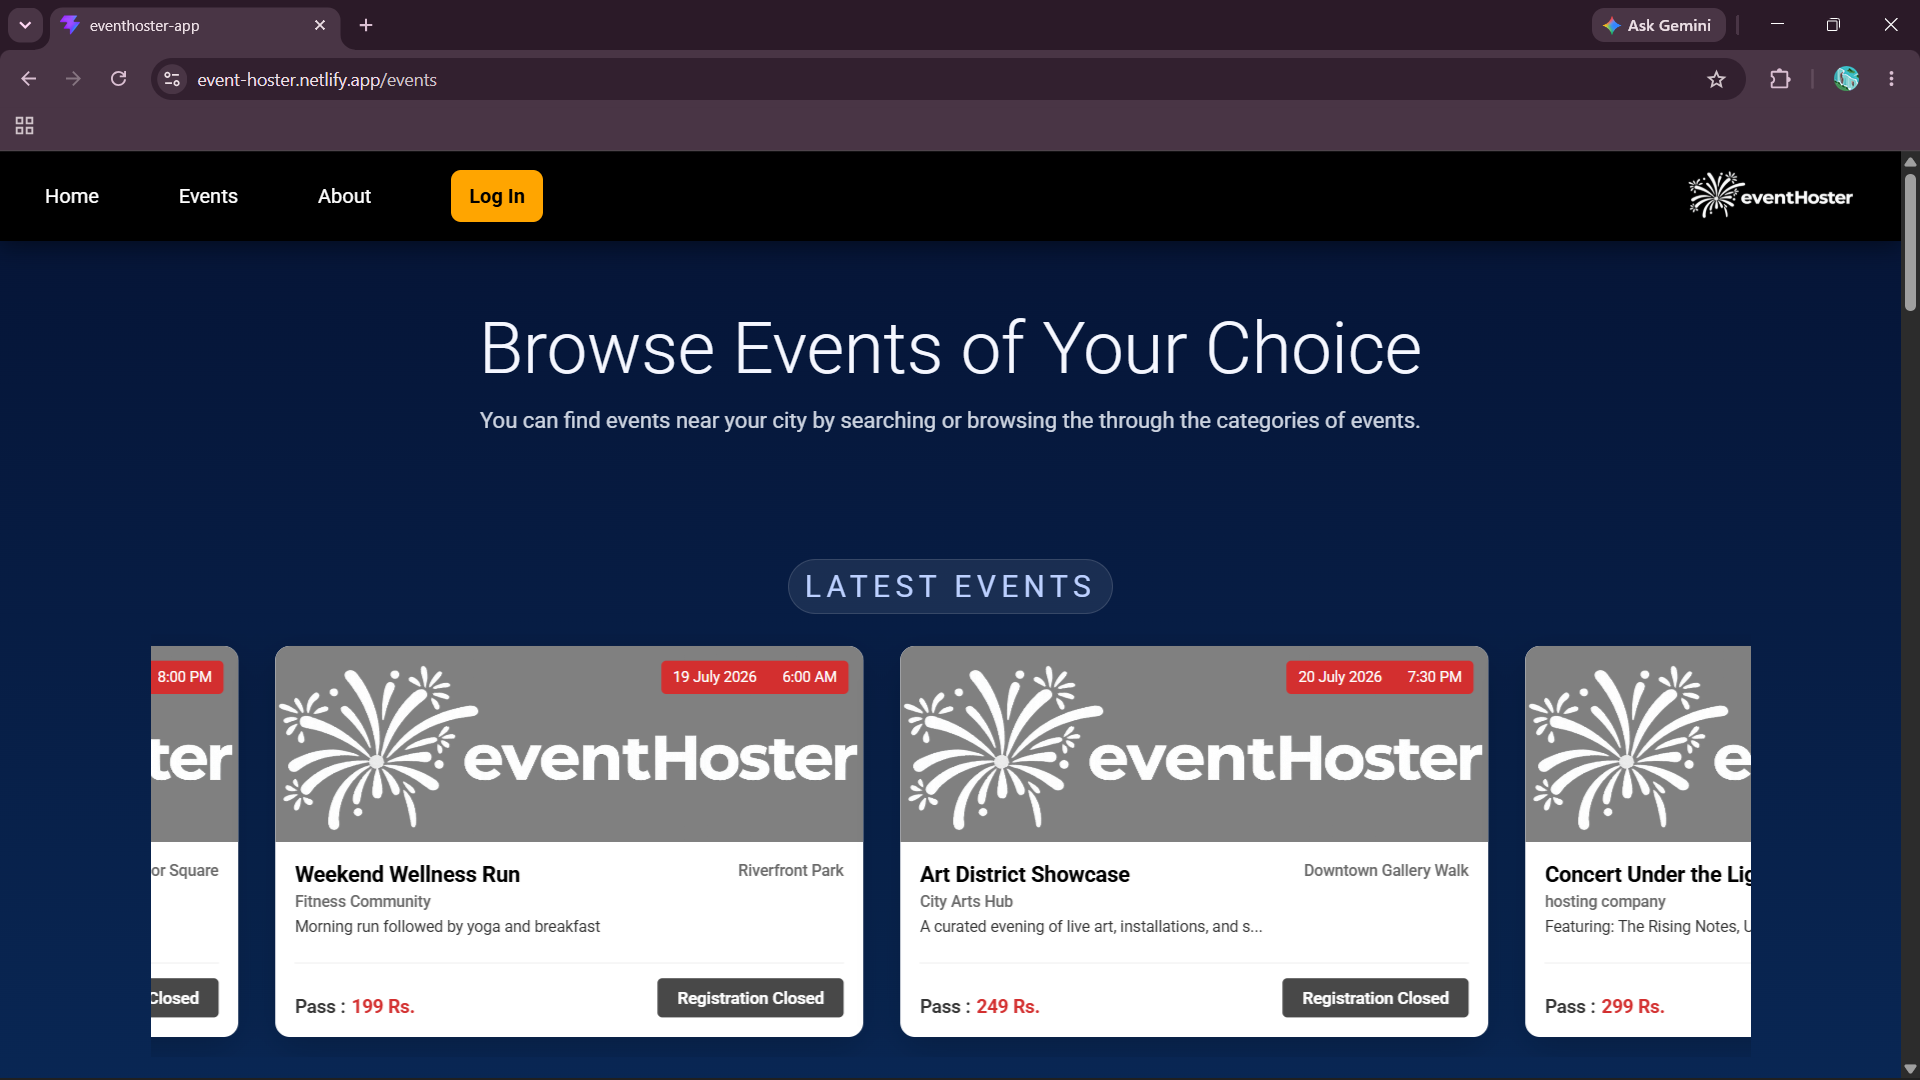 eventhoster-app
Ask Gemini
event-hoster.netlify.app/events
Home Events About Log In eventHoster
Browse Events of Your Choice
You can find events near your city by searching or browsing the through the categories of events.
LATEST EVENTS
8:00 PM
ter
or Square
Closed
19 July 2026 6:00 AM
eventHoster
Weekend Wellness Run Riverfront Park
Fitness Community
Morning run followed by yoga and breakfast
Pass : 199 Rs. Registration Closed
20 July 2026 7:30 PM
eventHoster
Art District Showcase Downtown Gallery Walk
City Arts Hub
A curated evening of live art, installations, and s...
Pass : 249 Rs. Registration Closed
e
Concert Under the Lig
hosting company
Featuring: The Rising Notes, U
Pass : 299 Rs.